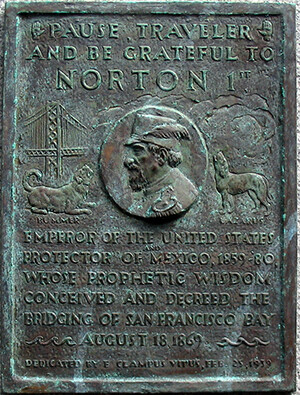 PAUSE, TRAVELER
AND BE GRATEFUL TO
NORTON 1ST
BUMMER
LAZARUS
EMPEROR OF THE UNITED STATES
PROTECTOR OF MEXICO, 1859-80
WHOSE PROPHETIC WISDOM
CONCEIVED AND DECREED THE
BRIDGING OF SAN FRANCISCO BAY
AUGUST 18, 1869
DEDICATED BY E CLAMPUS VITUS, FEB. 25, 1939